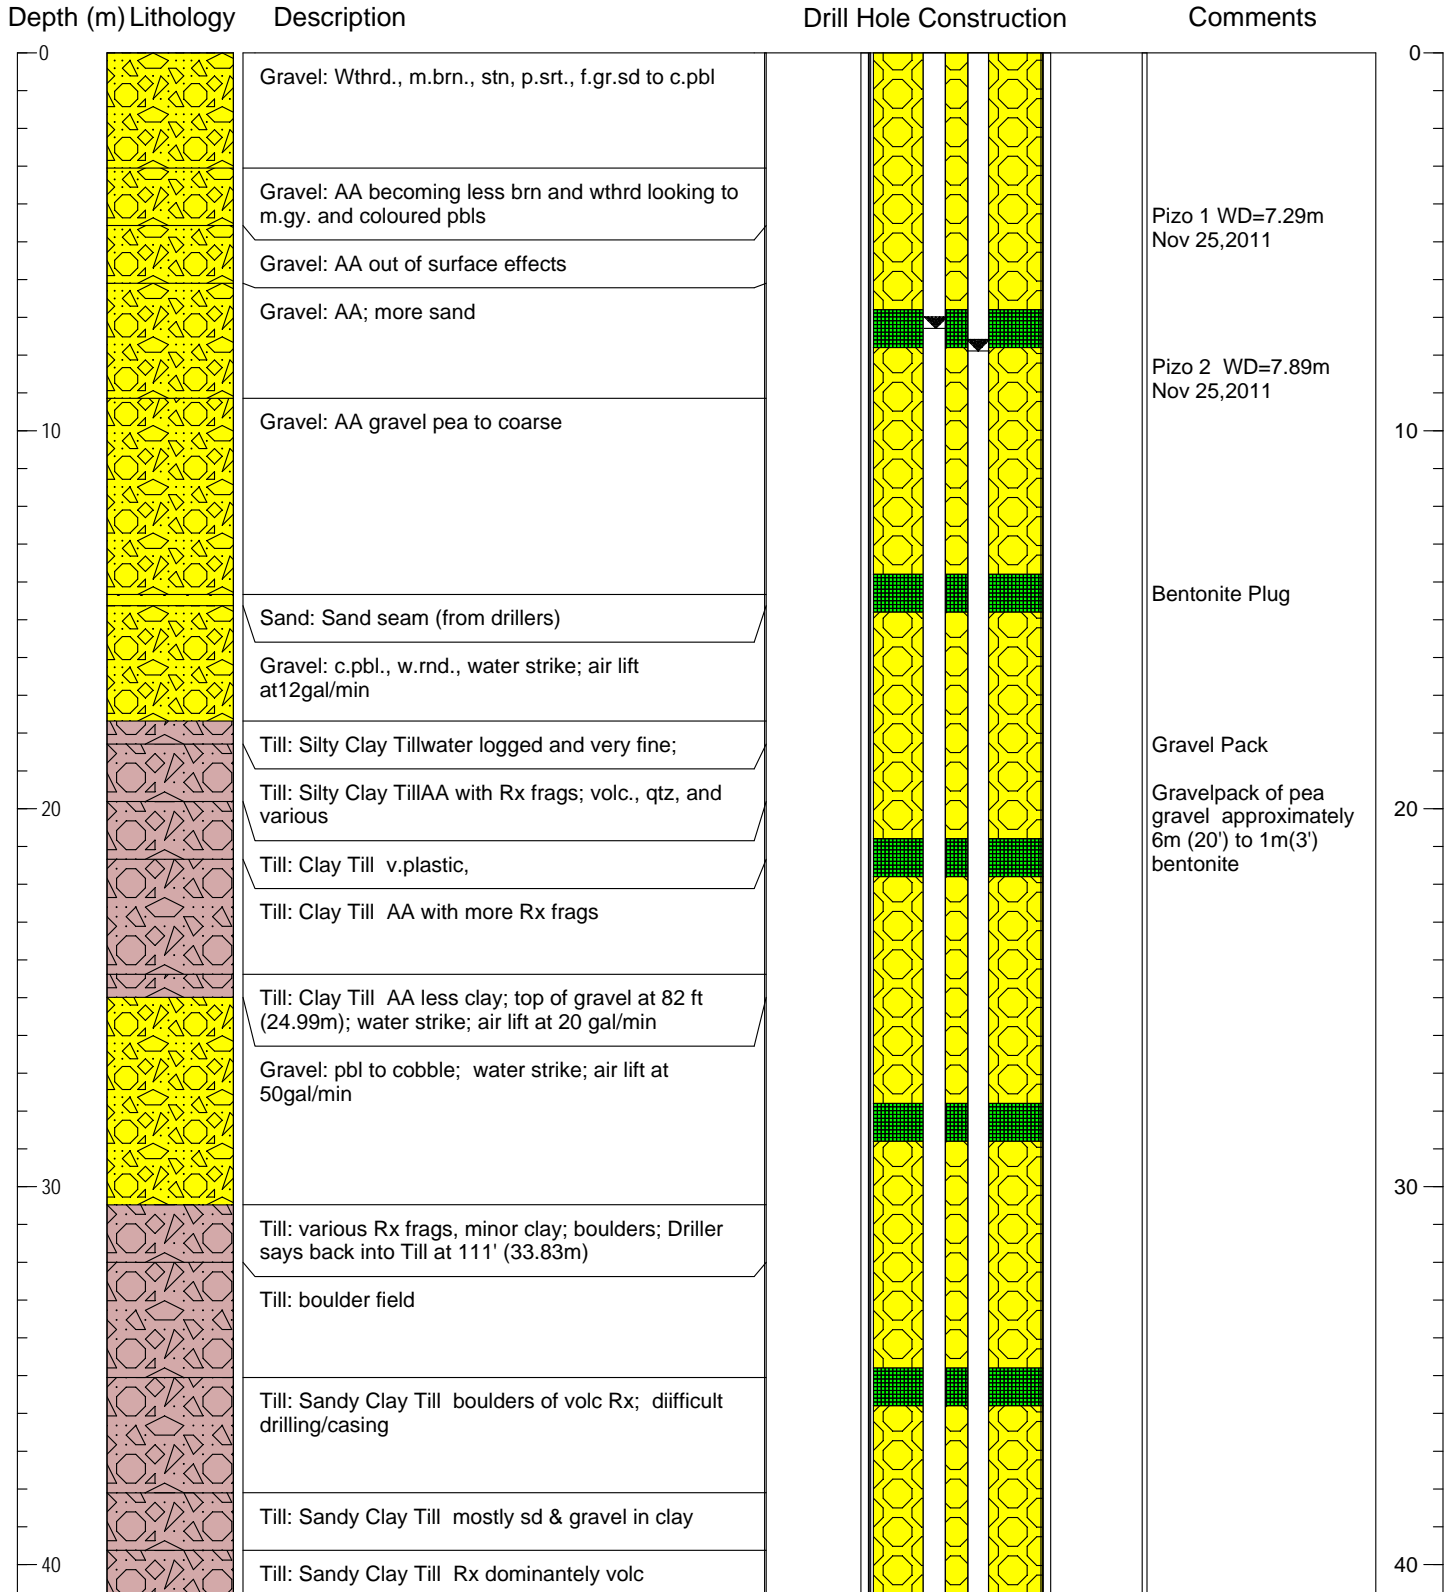 Depth (m) Lithology Description Drill Hole Construction Comments
0 0
Gravel: Wthrd., m.brn., stn, p.srt., f.gr.sd to c.pbl
Gravel: AA becoming less brn and wthrd looking to
m.gy. and coloured pbls
Pizo 1 WD=7.29m
Nov 25,2011
Gravel: AA out of surface effects
Gravel: AA; more sand
Pizo 2 WD=7.89m
Nov 25,2011
Gravel: AA gravel pea to coarse
10 10
Bentonite Plug
Sand: Sand seam (from drillers)
Gravel: c.pbl., w.rnd., water strike; air lift
at12gal/min
Till: Silty Clay Tillwater logged and very fine;
Gravel Pack
Till: Silty Clay TillAA with Rx frags; volc., qtz, and
various
Gravelpack of pea
gravel approximately
6m (20') to 1m(3')
bentonite
20 20
Till: Clay Till v.plastic,
Till: Clay Till AA with more Rx frags
Till: Clay Till AA less clay; top of gravel at 82 ft
(24.99m); water strike; air lift at 20 gal/min
Gravel: pbl to cobble; water strike; air lift at
50gal/min
30 30
Till: various Rx frags, minor clay; boulders; Driller
says back into Till at 111' (33.83m)
Till: boulder field
Till: Sandy Clay Till boulders of volc Rx; diifficult
drilling/casing
Till: Sandy Clay Till mostly sd & gravel in clay
40 40
Till: Sandy Clay Till Rx dominantely volc